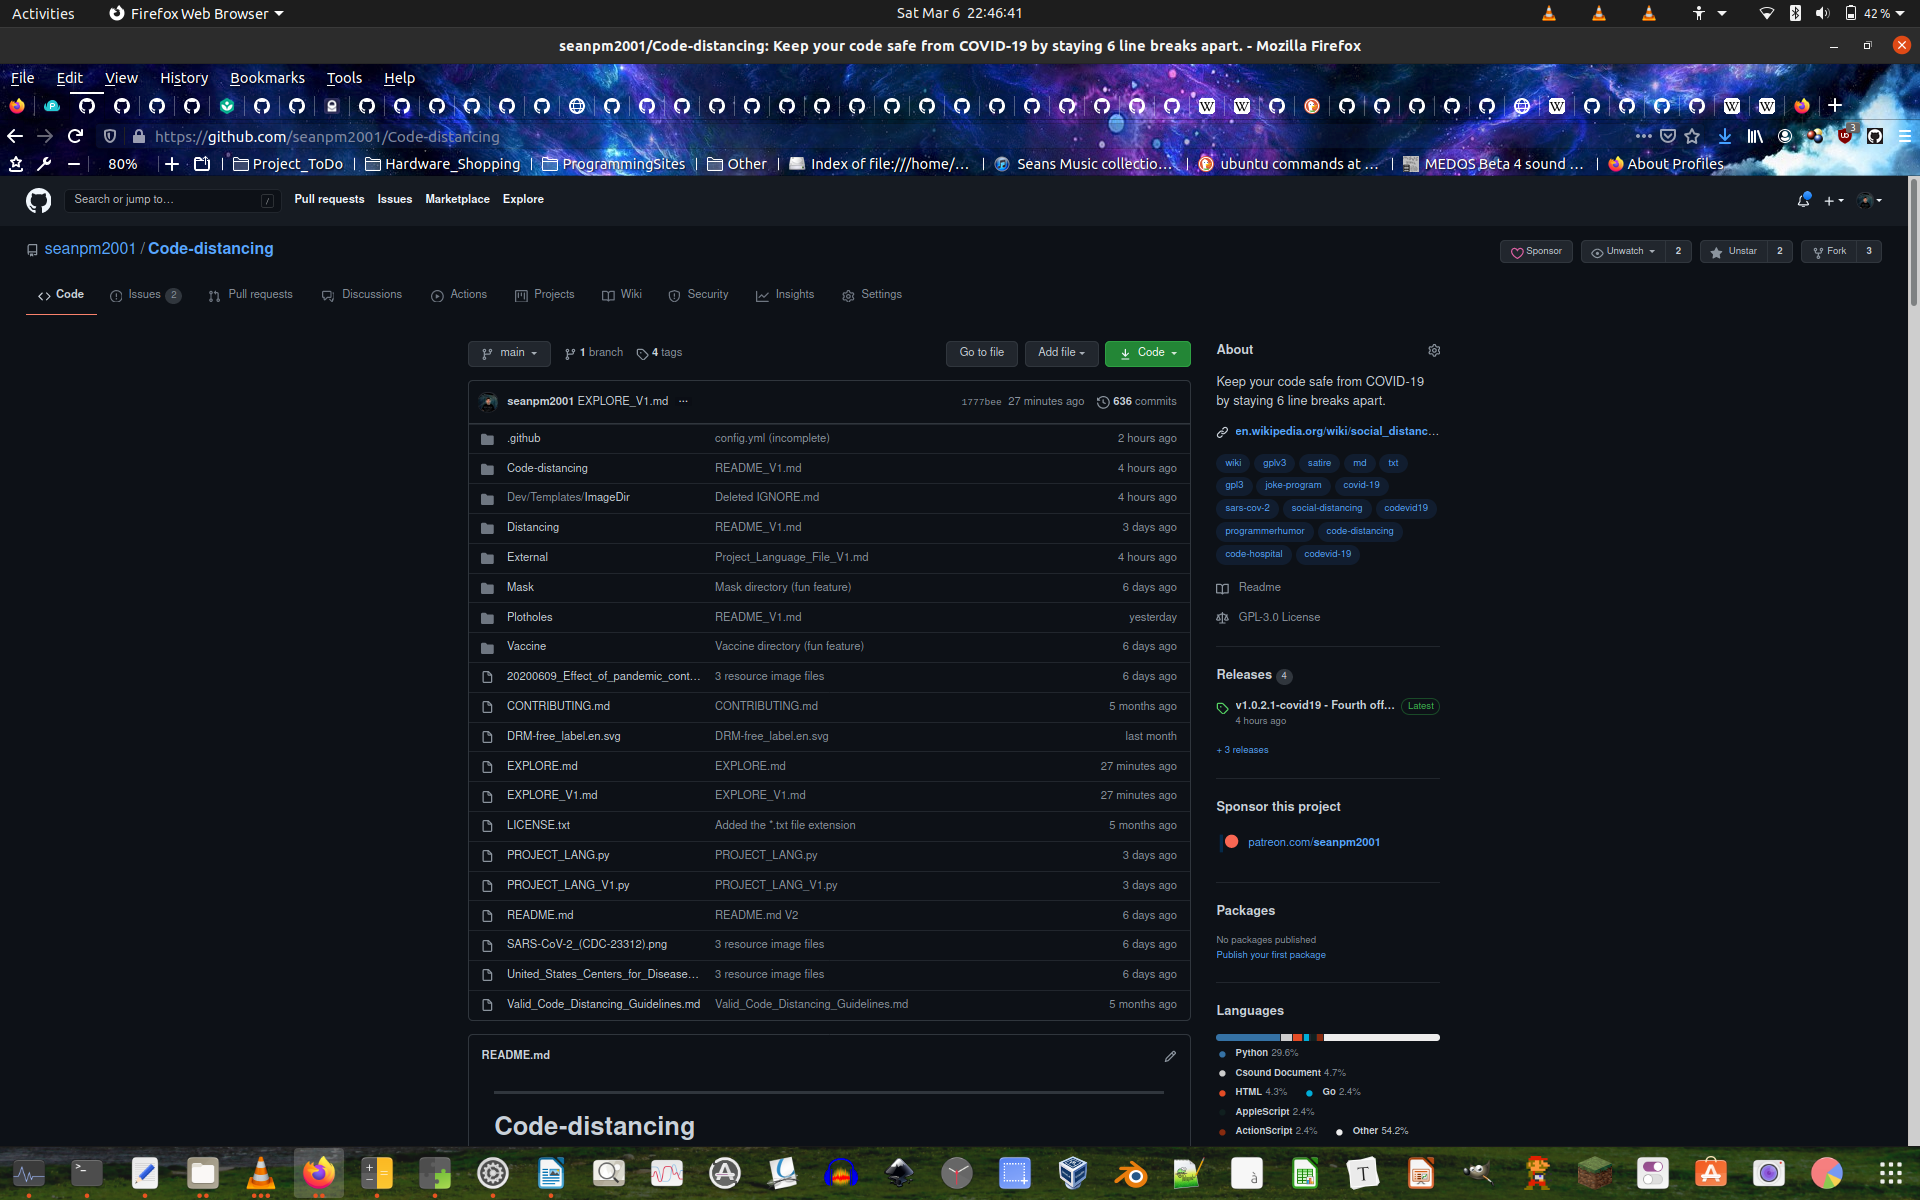 Activities
Firefox Web Browser
Sat Mar 6 22:46:41
42 %
seanpm2001/Code-distancing: Keep your code safe from COVID-19 by staying 6 line breaks apart. - Mozilla Firefox
File Edit View History Bookmarks Tools Help
https://github.com/seanpm2001/Code-distancing
3
80%
Project_ToDo
Hardware_Shopping
ProgrammingSites
Other
Index of file:///home/…
Seans Music collectio…
ubuntu commands at …
MEDOS Beta 4 sound …
About Profiles
Search or jump to…
/
Pull requests Issues Marketplace Explore
seanpm2001 / Code-distancing
Sponsor
Unwatch 2
Unstar 2
Fork 3
Code
Issues 2
Pull requests
Discussions
Actions
Projects
Wiki
Security
Insights
Settings
main
1 branch
4 tags
Go to file
Add file
Code
seanpm2001 EXPLORE_V1.md ... 1777bee 27 minutes ago 636 commits
.github config.yml (incomplete) 2 hours ago
Code-distancing README_V1.md 4 hours ago
Dev/Templates/ImageDir Deleted IGNORE.md 4 hours ago
Distancing README_V1.md 3 days ago
External Project_Language_File_V1.md 4 hours ago
Mask Mask directory (fun feature) 6 days ago
Plotholes README_V1.md yesterday
Vaccine Vaccine directory (fun feature) 6 days ago
20200609_Effect_of_pandemic_cont… 3 resource image files 6 days ago
CONTRIBUTING.md CONTRIBUTING.md 5 months ago
DRM-free_label.en.svg DRM-free_label.en.svg last month
EXPLORE.md EXPLORE.md 27 minutes ago
EXPLORE_V1.md EXPLORE_V1.md 27 minutes ago
LICENSE.txt Added the *.txt file extension 5 months ago
PROJECT_LANG.py PROJECT_LANG.py 3 days ago
PROJECT_LANG_V1.py PROJECT_LANG_V1.py 3 days ago
README.md README.md V2 6 days ago
SARS-CoV-2_(CDC-23312).png 3 resource image files 6 days ago
United_States_Centers_for_Disease… 3 resource image files 6 days ago
Valid_Code_Distancing_Guidelines.md Valid_Code_Distancing_Guidelines.md 5 months ago
README.md
Code-distancing
About
Keep your code safe from COVID-19
by staying 6 line breaks apart.
en.wikipedia.org/wiki/social_distanc…
wiki gplv3 satire md txt
gpl3 joke-program covid-19
sars-cov-2 social-distancing codevid19
programmerhumor code-distancing
code-hospital codevid-19
Readme
GPL-3.0 License
Releases 4
v1.0.2.1-covid19 - Fourth off… Latest
4 hours ago
+ 3 releases
Sponsor this project
patreon.com/seanpm2001
Packages
No packages published
Publish your first package
Languages
Python 29.6%
Csound Document 4.7%
HTML 4.3% Go 2.4%
AppleScript 2.4%
ActionScript 2.4% Other 54.2%